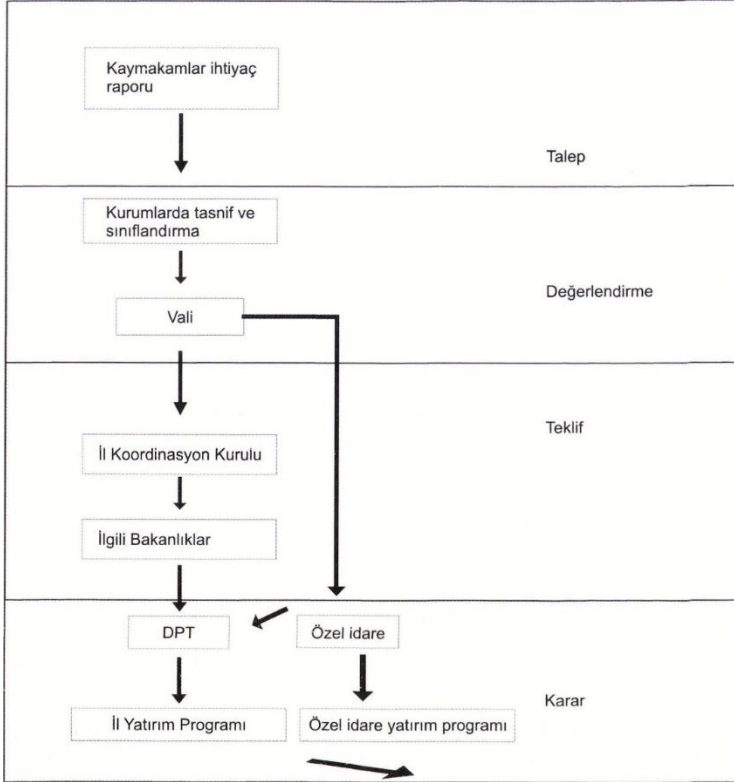 Kaymakamlar ihtiyaç
raporu
Talep
Kurumlarda tasnif ve
sınıflandırma
Değerlendirme
Vali
Teklif
İl Koordinasyon Kurulu
İlgili Bakanlıklar
DPT
Özel idare
Karar
İl Yatırım Programı
Özel idare yatırım programı